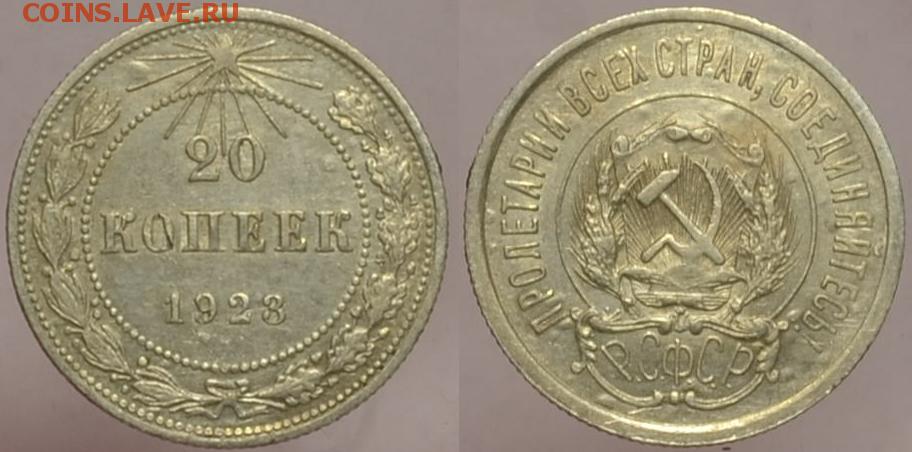 COINS.LAVE.RU
20
КОПЕЕК
1923
ПРОЛЕТАРИИ ВСЕХ СТРАН, СОЕДИНЯЙТЕСЬ!
Р.С.Ф.С.Р.